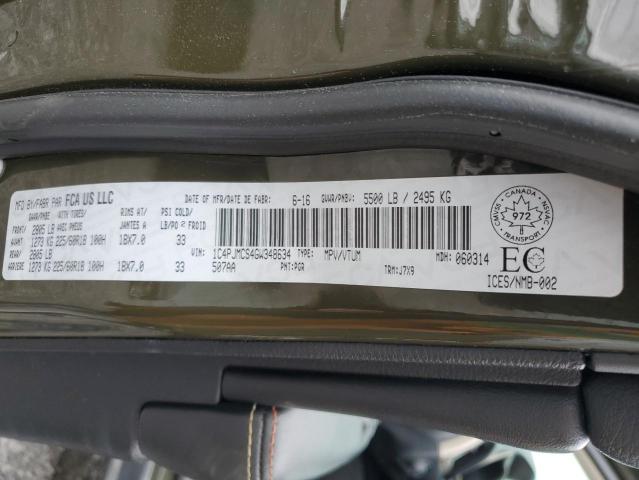 MFD BY/FABR PAR FCA US LLC DATE OF MFR/DATE DE FABR: 6-16 GVWR/PNBV: 5500 LB / 2495 KG
GAWR/PNBE WITH TIRES/ RIMS AT/ PSI COLD/
FRONT/ 2805 LB AVEC PNEUS JANTES A LB/PO² FROID
AVANT 1273 KG 225/60R18 100H 18X7.0 33 VIN: 1C4PJMCS4GW348634 TYPE: MPV/VTUM MDH: 060314
REAR/ 2805 LB
ARRIERE 1273 KG 225/60R18 100H 18X7.0 33 507AA PNT: PGR TRM: J7X9
CMVSS CANADA NSVAC
972
TRANSPORT
EC
ICES/NMB-002